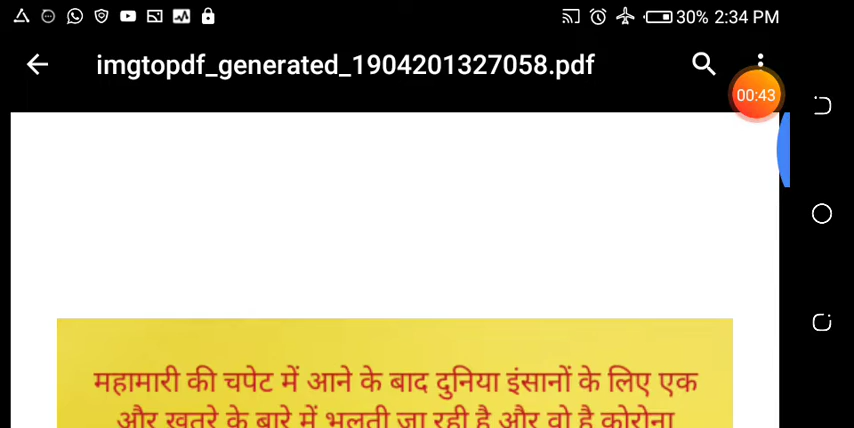 30% 2:34 PM
imgtopdf_generated_1904201327058.pdf
00:43
महामारी की चपेट में आने के बाद दुनिया इंसानों के लिए एक
और खतरे के बारे में भूलती जा रही है और वो है कोरोना